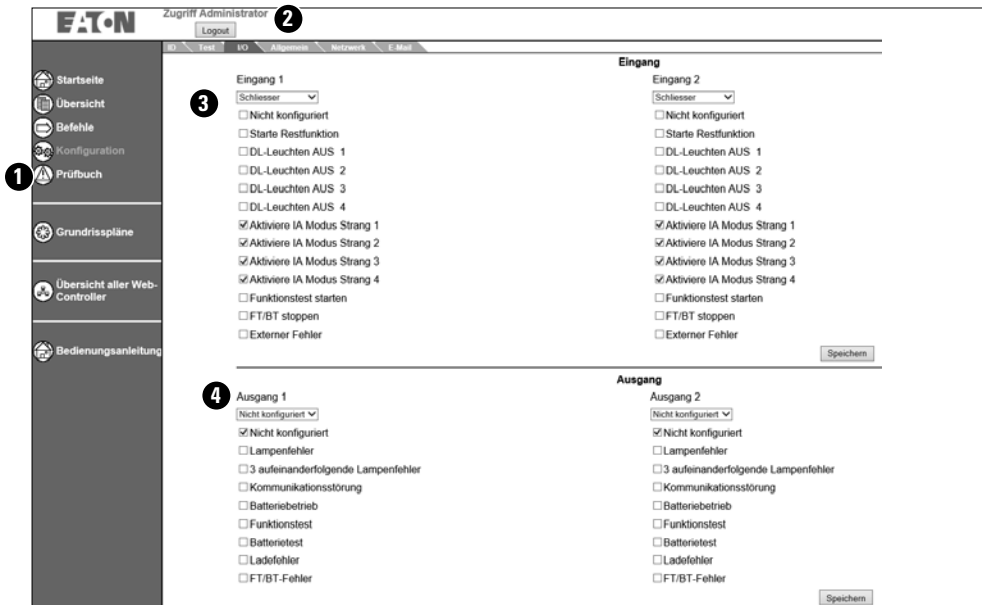 EATON
Zugriff Administrator 2
Logout
IO Test I/O Allgemein Netzwerk E-Mail
Startseite
Übersicht
Befehle
Konfiguration
1 Prüfbuch
Grundrisspläne
Übersicht aller Web-
Controller
Bedienungsanleitung
Eingang
3
Eingang 1
Schliesser
Nicht konfiguriert
Starte Restfunktion
DL-Leuchten AUS 1
DL-Leuchten AUS 2
DL-Leuchten AUS 3
DL-Leuchten AUS 4
Aktiviere IA Modus Strang 1
Aktiviere IA Modus Strang 2
Aktiviere IA Modus Strang 3
Aktiviere IA Modus Strang 4
Funktionstest starten
FT/BT stoppen
Externer Fehler
Eingang 2
Schliesser
Nicht konfiguriert
Starte Restfunktion
DL-Leuchten AUS 1
DL-Leuchten AUS 2
DL-Leuchten AUS 3
DL-Leuchten AUS 4
Aktiviere IA Modus Strang 1
Aktiviere IA Modus Strang 2
Aktiviere IA Modus Strang 3
Aktiviere IA Modus Strang 4
Funktionstest starten
FT/BT stoppen
Externer Fehler
Speichern
Ausgang
4
Ausgang 1
Nicht konfiguriert
Nicht konfiguriert
Lampenfehler
3 aufeinanderfolgende Lampenfehler
Kommunikationsstörung
Batteriebetrieb
Funktionstest
Batterietest
Ladefehler
FT/BT-Fehler
Ausgang 2
Nicht konfiguriert
Nicht konfiguriert
Lampenfehler
3 aufeinanderfolgende Lampenfehler
Kommunikationsstörung
Batteriebetrieb
Funktionstest
Batterietest
Ladefehler
FT/BT-Fehler
Speichern